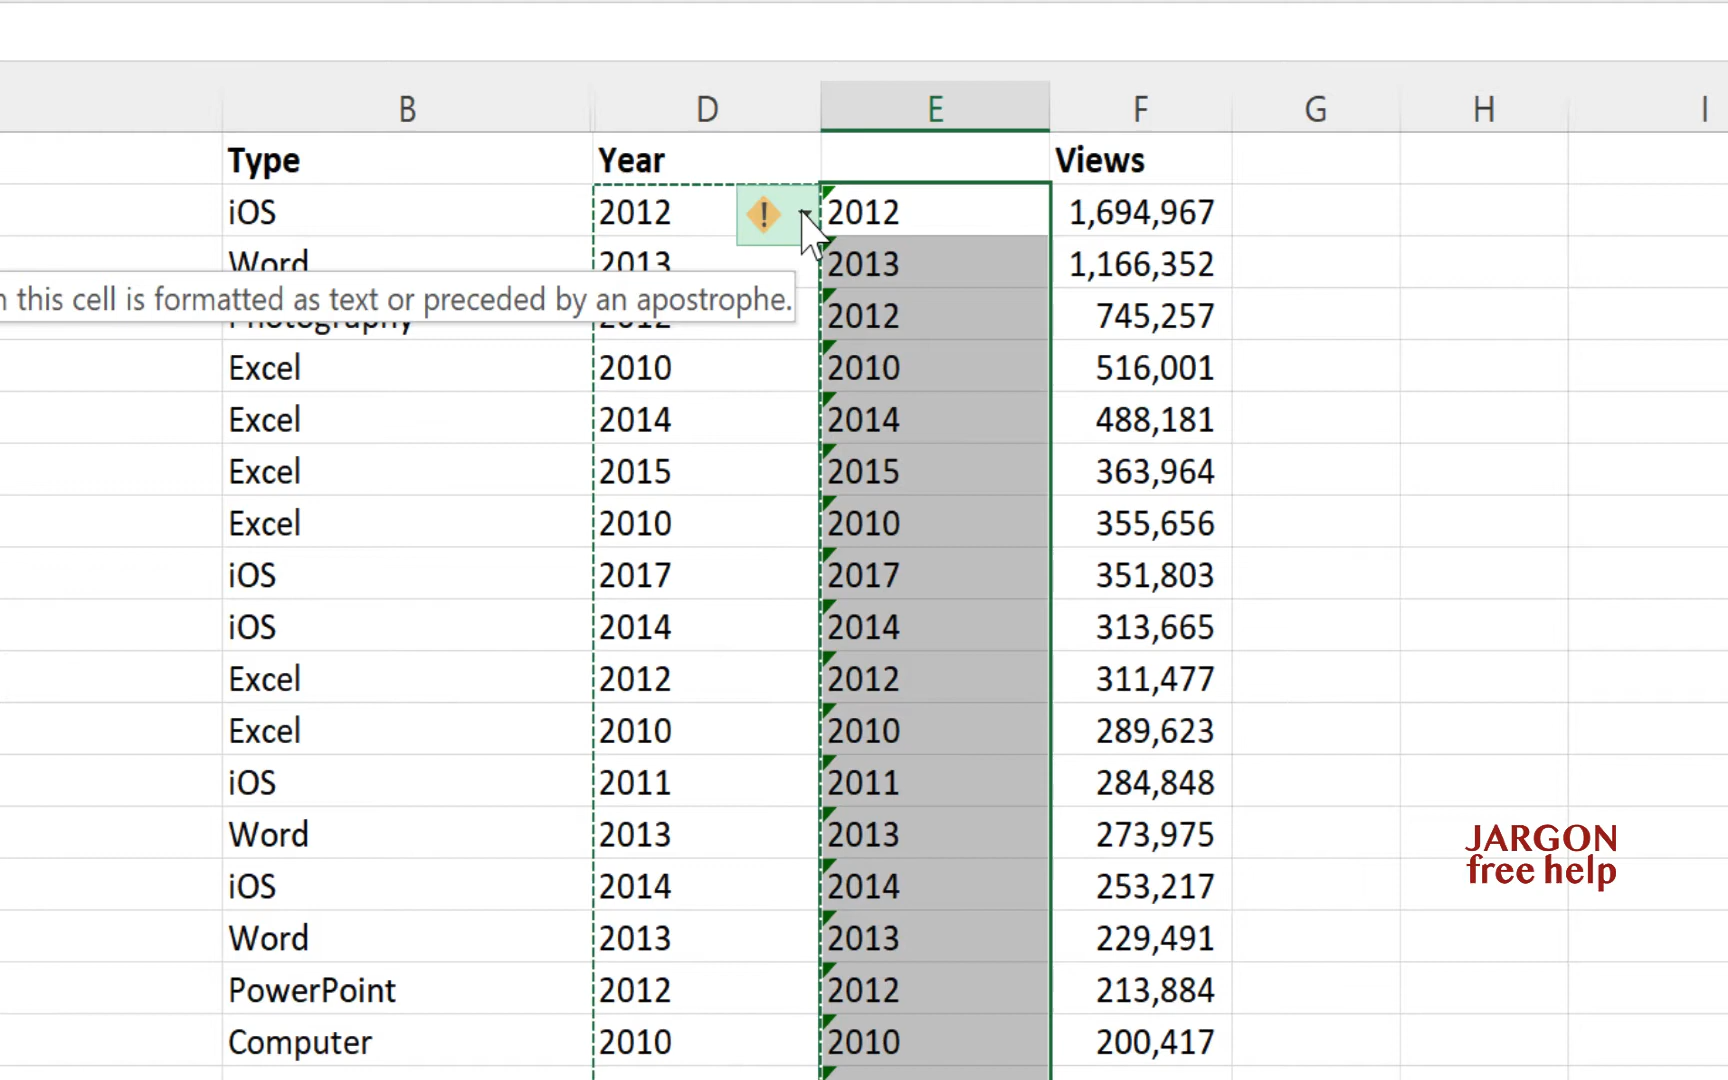 B D E F G H I
Type Year Views
iOS 2012 ! 2012 1,694,967
Word 2013 2013 1,166,352
this cell is formatted as text or preceded by an apostrophe.
Photography 2012 2012 745,257
Excel 2010 2010 516,001
Excel 2014 2014 488,181
Excel 2015 2015 363,964
Excel 2010 2010 355,656
iOS 2017 2017 351,803
iOS 2014 2014 313,665
Excel 2012 2012 311,477
Excel 2010 2010 289,623
iOS 2011 2011 284,848
Word 2013 2013 273,975
iOS 2014 2014 253,217
Word 2013 2013 229,491
PowerPoint 2012 2012 213,884
Computer 2010 2010 200,417
JARGON
free help